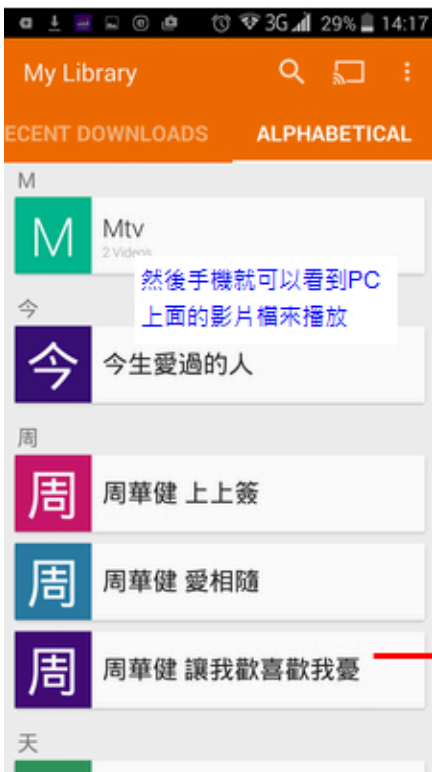 3G 29% 14:17
My Library
ECENT DOWNLOADS ALPHABETICAL
M
M Mtv
2 Videos
然後手機就可以看到PC
上面的影片檔來播放
今
今 今生愛過的人
周
周 周華健 上上簽
周 周華健 愛相隨
周 周華健 讓我歡喜歡我憂
天